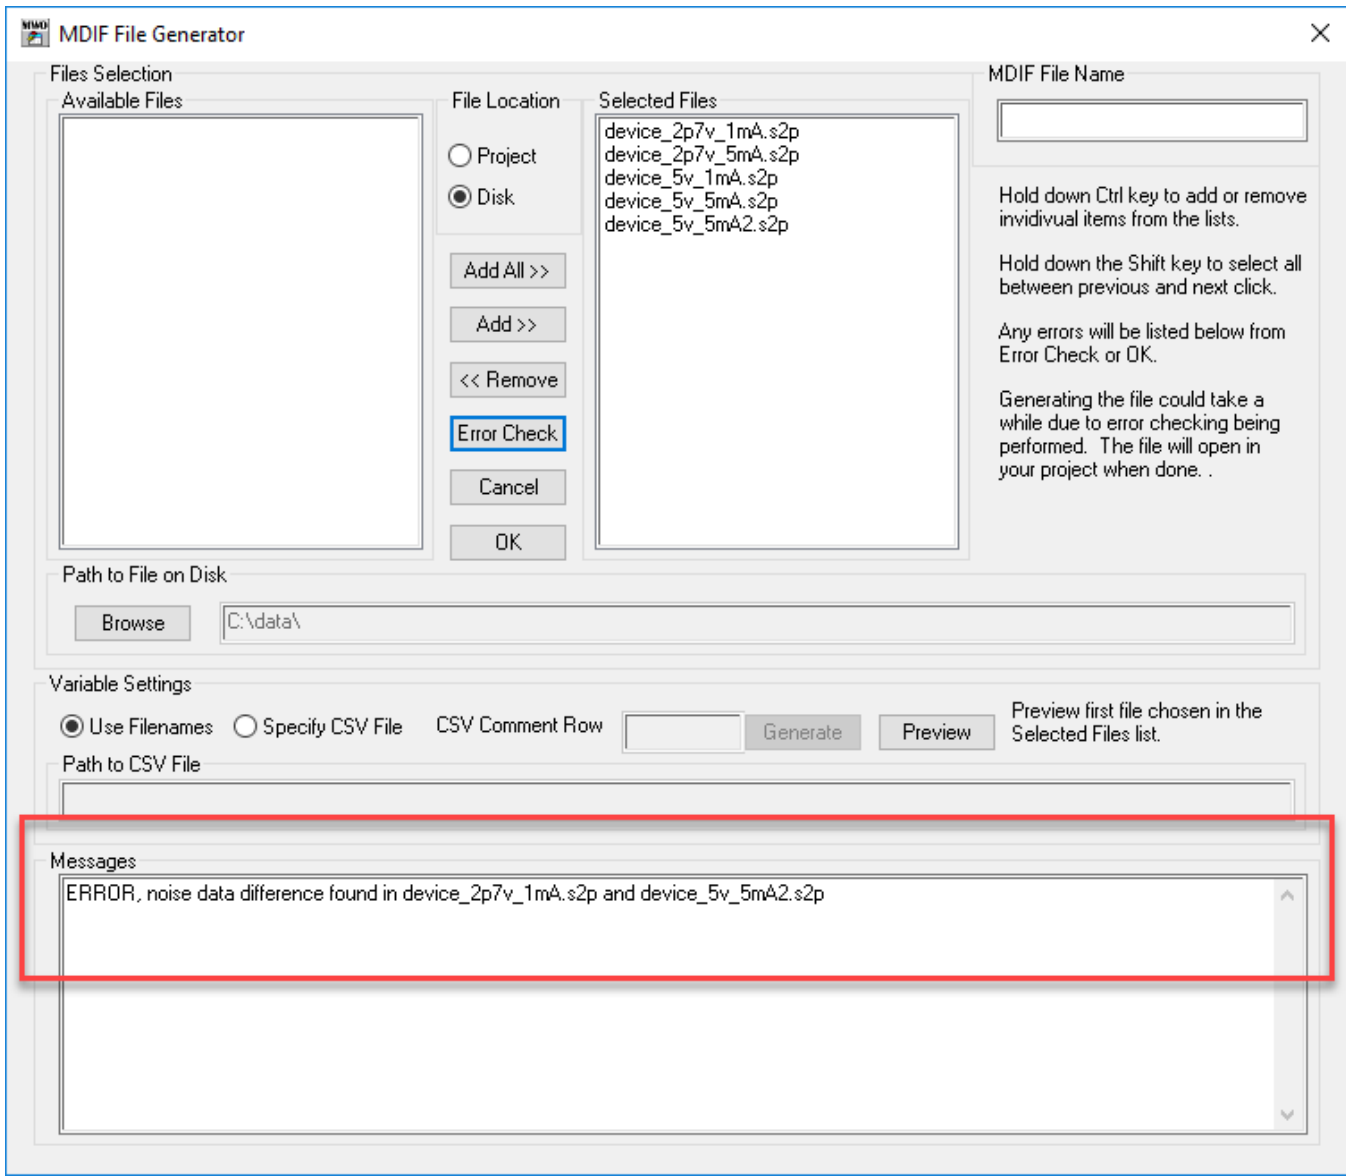 MWO
MDIF File Generator
Files Selection
Available Files
File Location
Project
Disk
Add All >>
Add >>
<< Remove
Error Check
Cancel
OK
Selected Files
device_2p7v_1mA.s2p
device_2p7v_5mA.s2p
device_5v_1mA.s2p
device_5v_5mA.s2p
device_5v_5mA2.s2p
MDIF File Name
Hold down Ctrl key to add or remove
invidivual items from the lists.
Hold down the Shift key to select all
between previous and next click.
Any errors will be listed below from
Error Check or OK.
Generating the file could take a
while due to error checking being
performed. The file will open in
your project when done. .
Path to File on Disk
Browse
C:\data\
Variable Settings
Use Filenames
Specify CSV File
CSV Comment Row
Generate
Preview
Preview first file chosen in the
Selected Files list.
Path to CSV File
Messages
ERROR, noise data difference found in device_2p7v_1mA.s2p and device_5v_5mA2.s2p